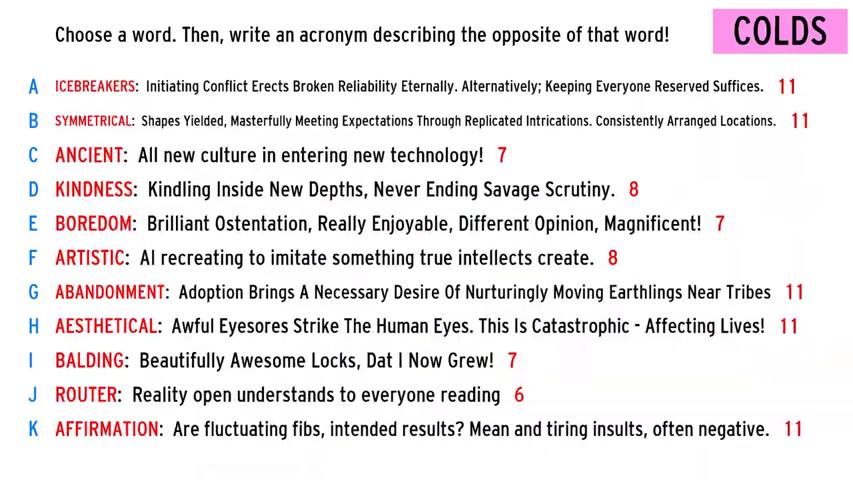 Choose a word. Then, write an acronym describing the opposite of that word!
COLDS
A ICEBREAKERS: Initiating Conflict Erects Broken Reliability Eternally. Alternatively; Keeping Everyone Reserved Suffices. 11
B SYMMETRICAL: Shapes Yielded, Masterfully Meeting Expectations Through Replicated Intrications. Consistently Arranged Locations. 11
C ANCIENT: All new culture in entering new technology! 7
D KINDNESS: Kindling Inside New Depths, Never Ending Savage Scrutiny. 8
E BOREDOM: Brilliant Ostentation, Really Enjoyable, Different Opinion, Magnificent! 7
F ARTISTIC: AI recreating to imitate something true intellects create. 8
G ABANDONMENT: Adoption Brings A Necessary Desire Of Nurturingly Moving Earthlings Near Tribes 11
H AESTHETICAL: Awful Eyesores Strike The Human Eyes. This Is Catastrophic - Affecting Lives! 11
I BALDING: Beautifully Awesome Locks, Dat I Now Grew! 7
J ROUTER: Reality open understands to everyone reading 6
K AFFIRMATION: Are fluctuating fibs, intended results? Mean and tiring insults, often negative. 11